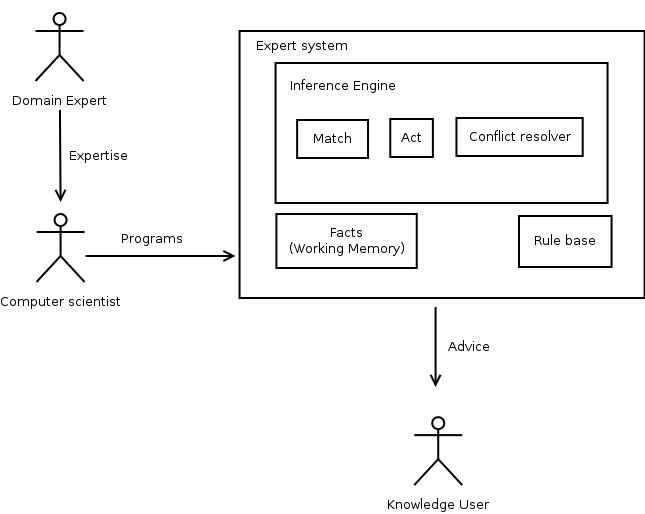 Expert system
Inference Engine
Domain Expert
Match
Act
Conflict resolver
Expertise
Programs
Facts
(Working Memory)
Rule base
Computer scientist
Advice
Knowledge User